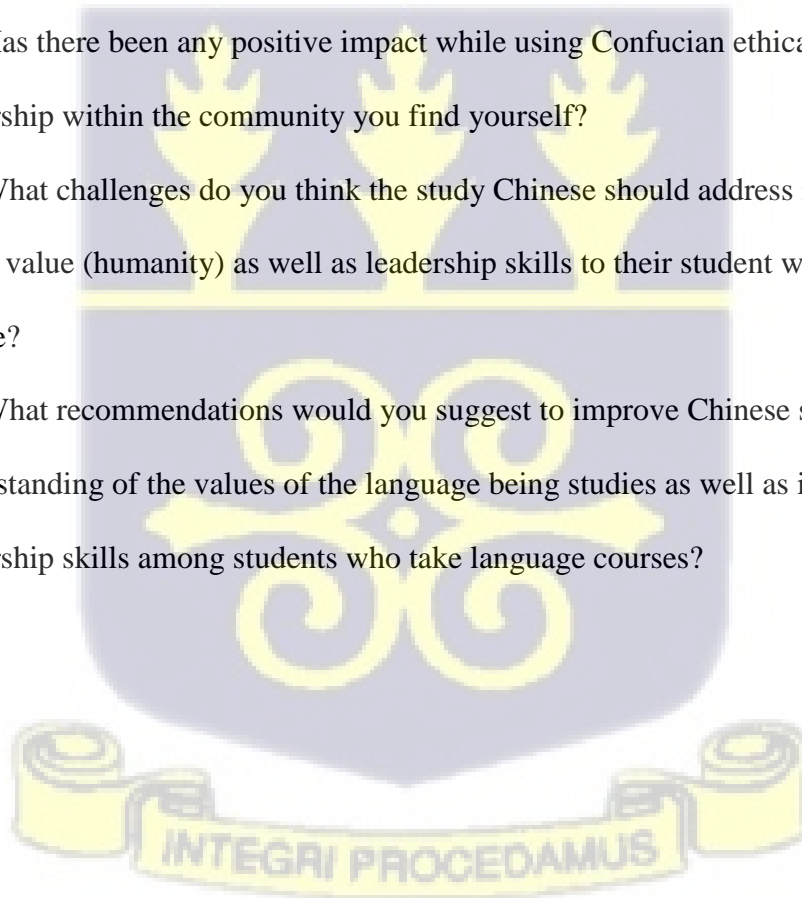 as there been any positive impact while using Confucian ethica
rship within the community you find yourself?
What challenges do you think the study Chinese should address
value (humanity) as well as leadership skills to their student w
e?
What recommendations would you suggest to improve Chinese s
standing of the values of the language being studies as well as i
rship skills among students who take language courses?
INTEGRI PROCEDAMUS